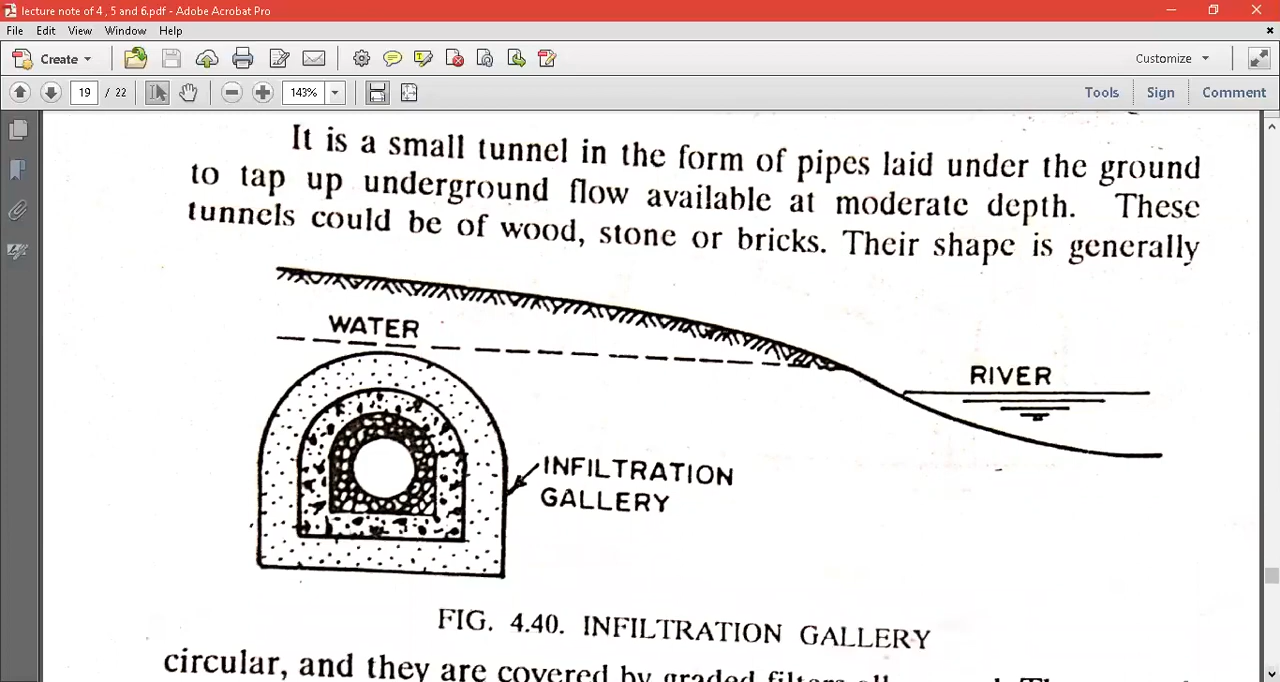 lecture note of 4 , 5 and 6.pdf - Adobe Acrobat Pro
File Edit View Window Help
Create Customize
19 / 22 143% Tools Sign Comment
It is a small tunnel in the form of pipes laid under the ground
to tap up underground flow available at moderate depth. These
tunnels could be of wood, stone or bricks. Their shape is generally
WATER
RIVER
INFILTRATION
GALLERY
FIG. 4.40. INFILTRATION GALLERY
circular, and they are covered by graded filters all